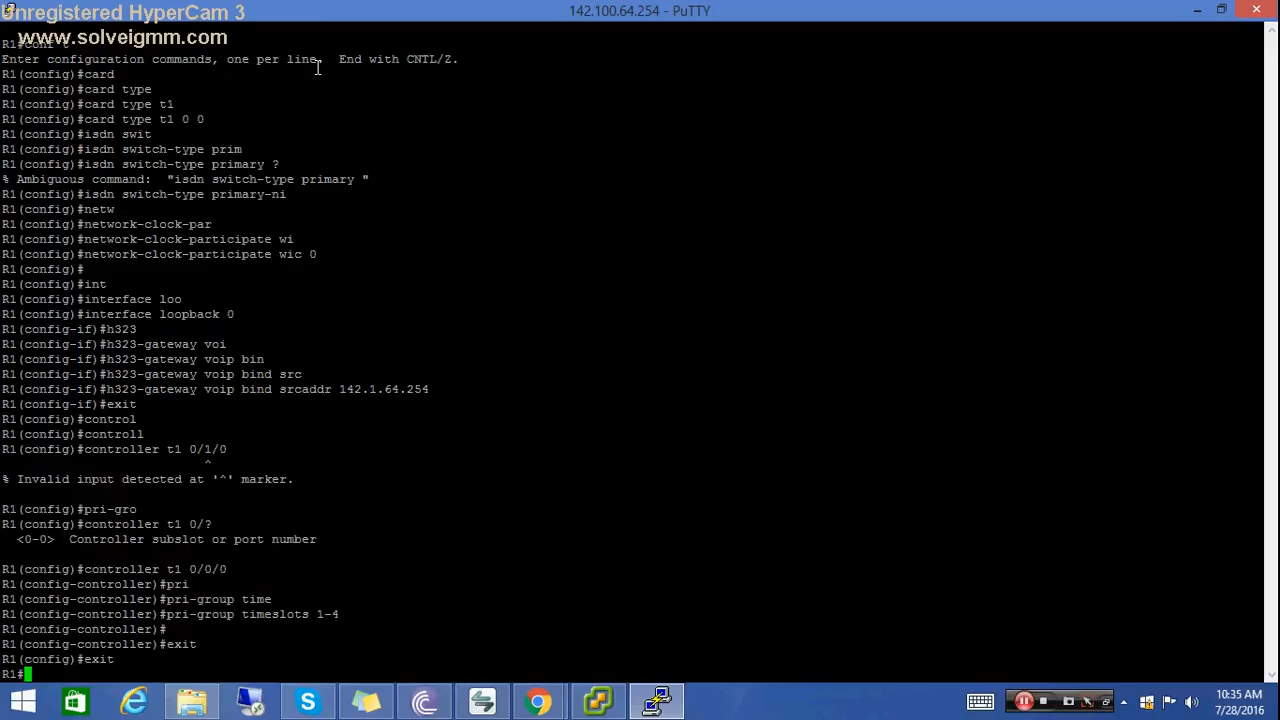 Unregistered HyperCam 3
www.solveigmm.com
142.100.64.254 - PuTTY
R1#conf t
Enter configuration commands, one per line.  End with CNTL/Z.
R1(config)#card
R1(config)#card type
R1(config)#card type t1
R1(config)#card type t1 0 0
R1(config)#isdn swit
R1(config)#isdn switch-type prim
R1(config)#isdn switch-type primary ?
% Ambiguous command:  "isdn switch-type primary "
R1(config)#isdn switch-type primary-ni
R1(config)#netw
R1(config)#network-clock-par
R1(config)#network-clock-participate wi
R1(config)#network-clock-participate wic 0
R1(config)#
R1(config)#int
R1(config)#interface loo
R1(config)#interface loopback 0
R1(config-if)#h323
R1(config-if)#h323-gateway voi
R1(config-if)#h323-gateway voip bin
R1(config-if)#h323-gateway voip bind src
R1(config-if)#h323-gateway voip bind srcaddr 142.1.64.254
R1(config-if)#exit
R1(config)#control
R1(config)#controll
R1(config)#controller t1 0/1/0
^
% Invalid input detected at '^' marker.
R1(config)#pri-gro
R1(config)#controller t1 0/?
<0-0>  Controller subslot or port number
R1(config)#controller t1 0/0/0
R1(config-controller)#pri
R1(config-controller)#pri-group time
R1(config-controller)#pri-group timeslots 1-4
R1(config-controller)#
R1(config-controller)#exit
R1(config)#exit
R1#
10:35 AM
7/28/2016